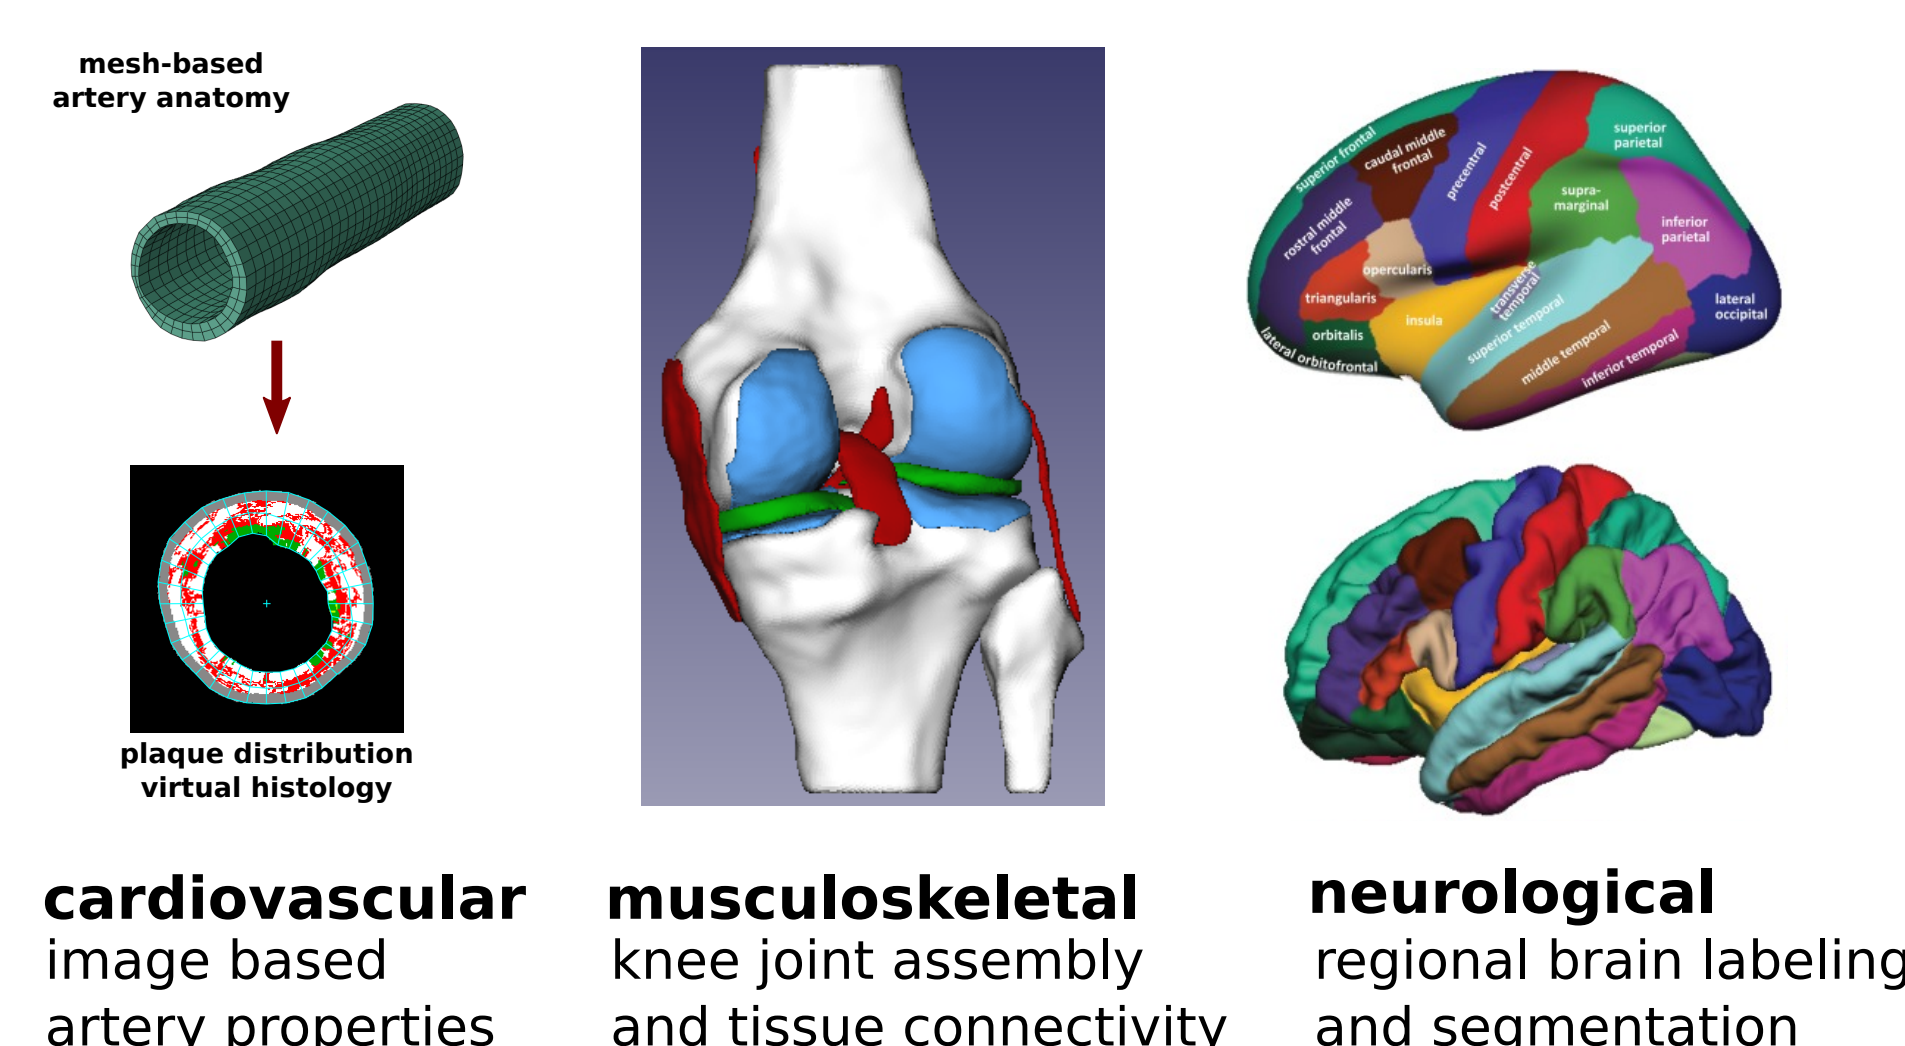 mesh-based
artery anatomy
plaque distribution
virtual histology
superior frontal
caudal middle
frontal
precentral
postcentral
superior
parietal
supra-
marginal
inferior
parietal
rostral middle
frontal
opercularis
triangularis
insula
transverse
temporal
lateral
occipital
orbitalis
superior temporal
middle temporal
inferior temporal
lateral orbitofrontal
cardiovascular
image based
artery properties
musculoskeletal
knee joint assembly
and tissue connectivity
neurological
regional brain labeling
and segmentation